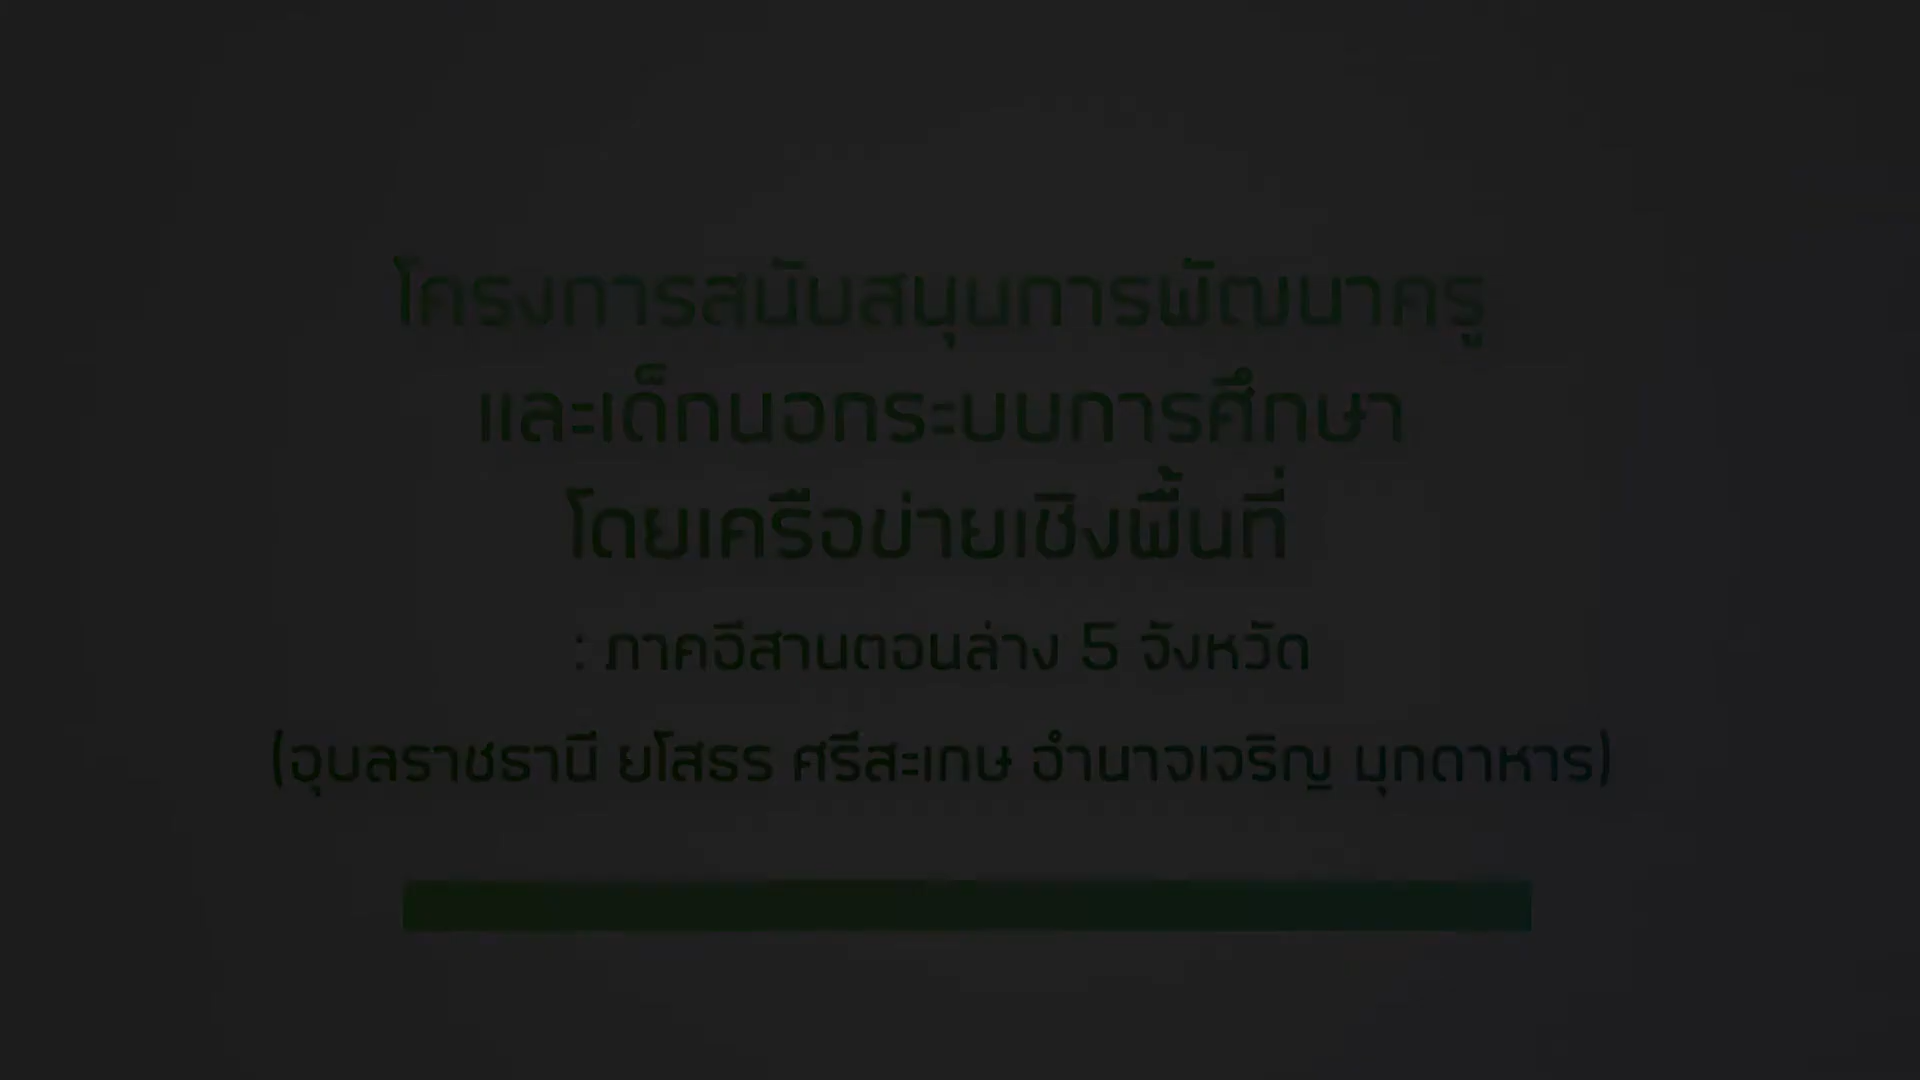 โครงการสนับสนุนการพัฒนาครู
และเด็กนอกระบบการศึกษา
โดยเครือข่ายเชิงพื้นที่
: ภาคอีสานตอนล่าง 5 จังหวัด
(อุบลราชธานี ยโสธร ศรีสะเกษ อำนาจเจริญ มุกดาหาร)